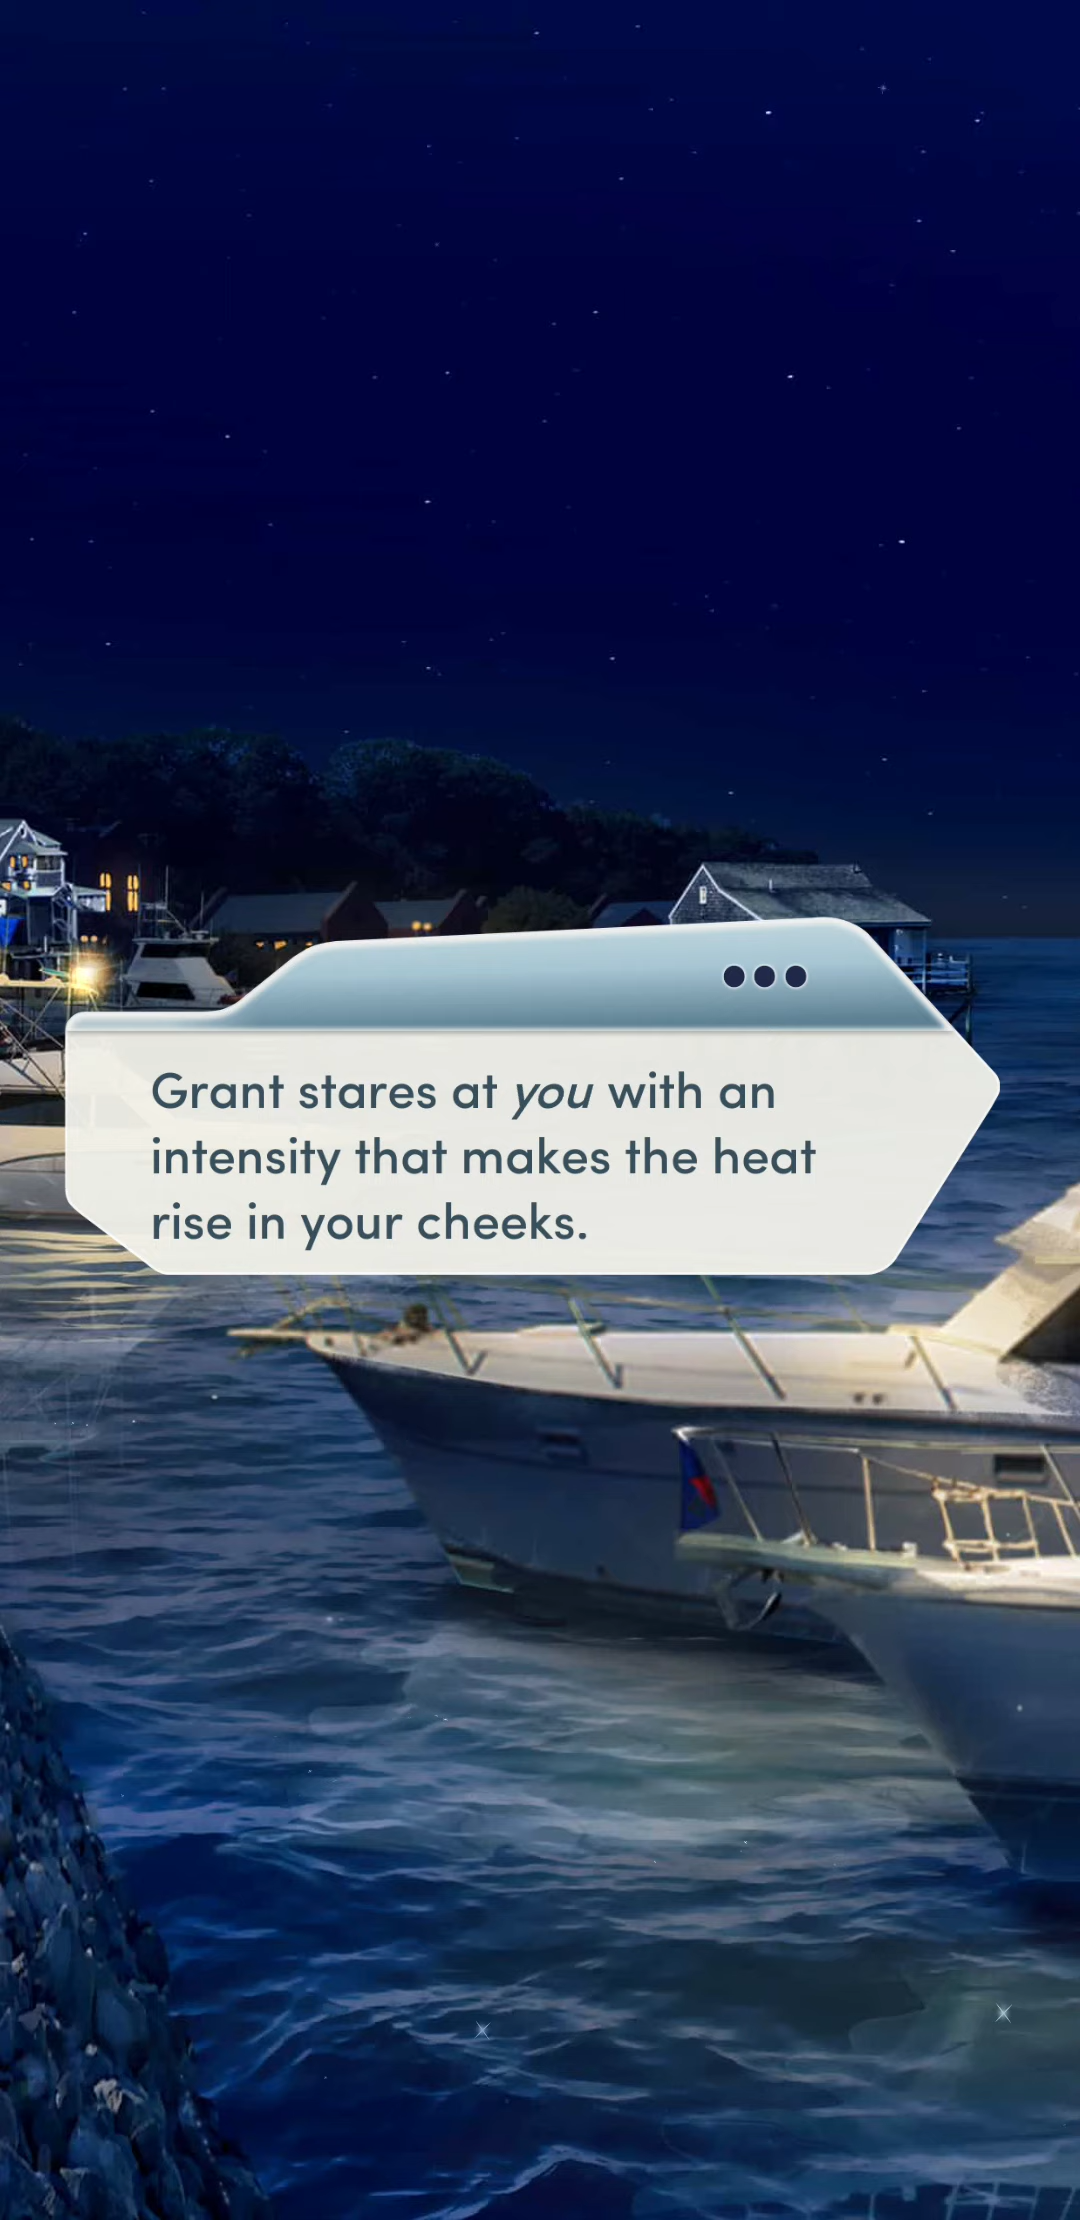 Grant stares at you with an
intensity that makes the heat
rise in your cheeks.